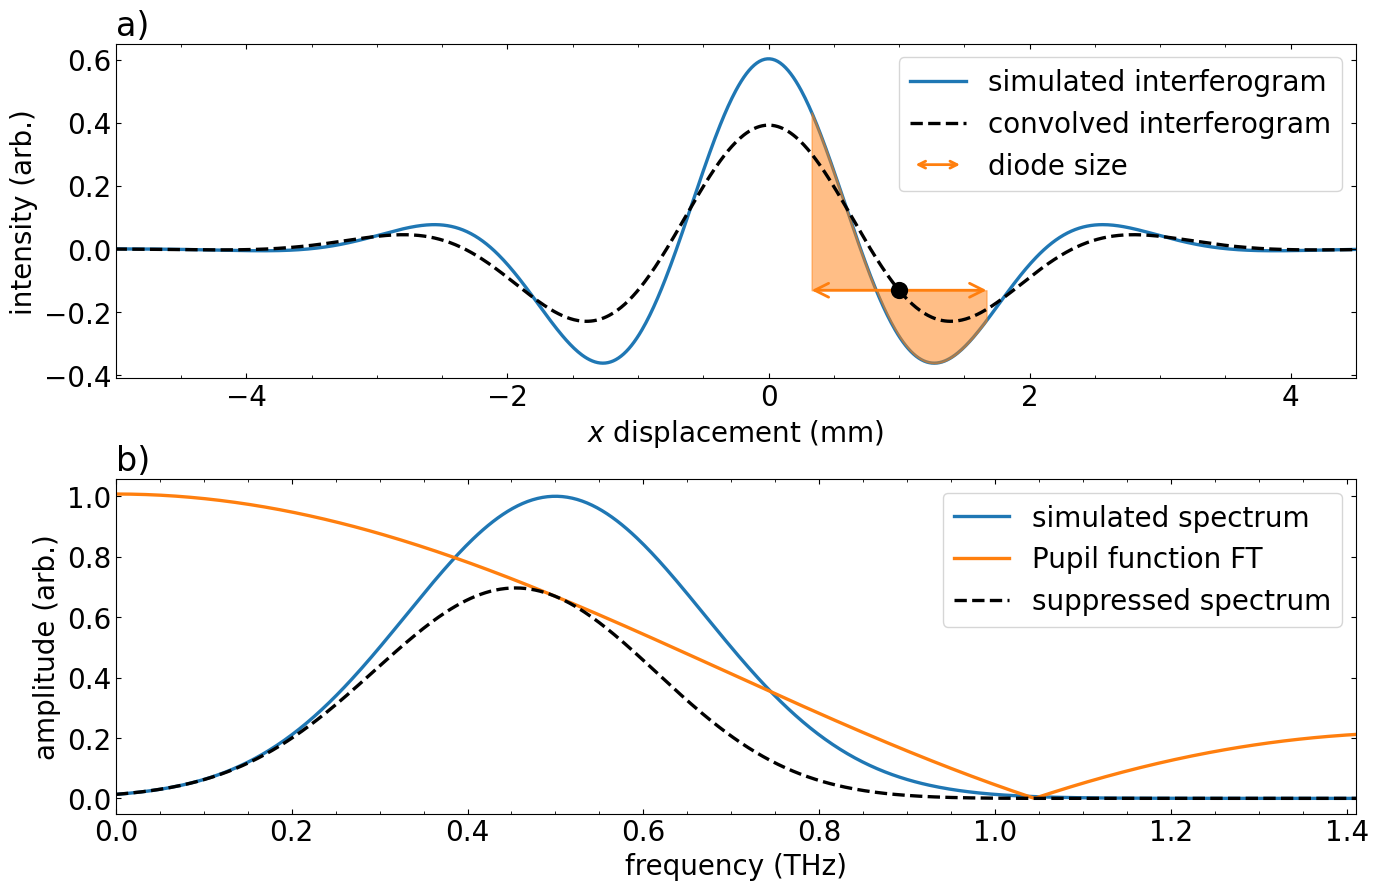 a)
intensity (arb.)
0.6
0.4
0.2
0.0
−0.2
−0.4
simulated interferogram
convolved interferogram
diode size
−4
−2
0
2
4
x displacement (mm)
b)
amplitude (arb.)
1.0
0.8
0.6
0.4
0.2
0.0
simulated spectrum
Pupil function FT
suppressed spectrum
0.0
0.2
0.4
0.6
0.8
1.0
1.2
1.4
frequency (THz)